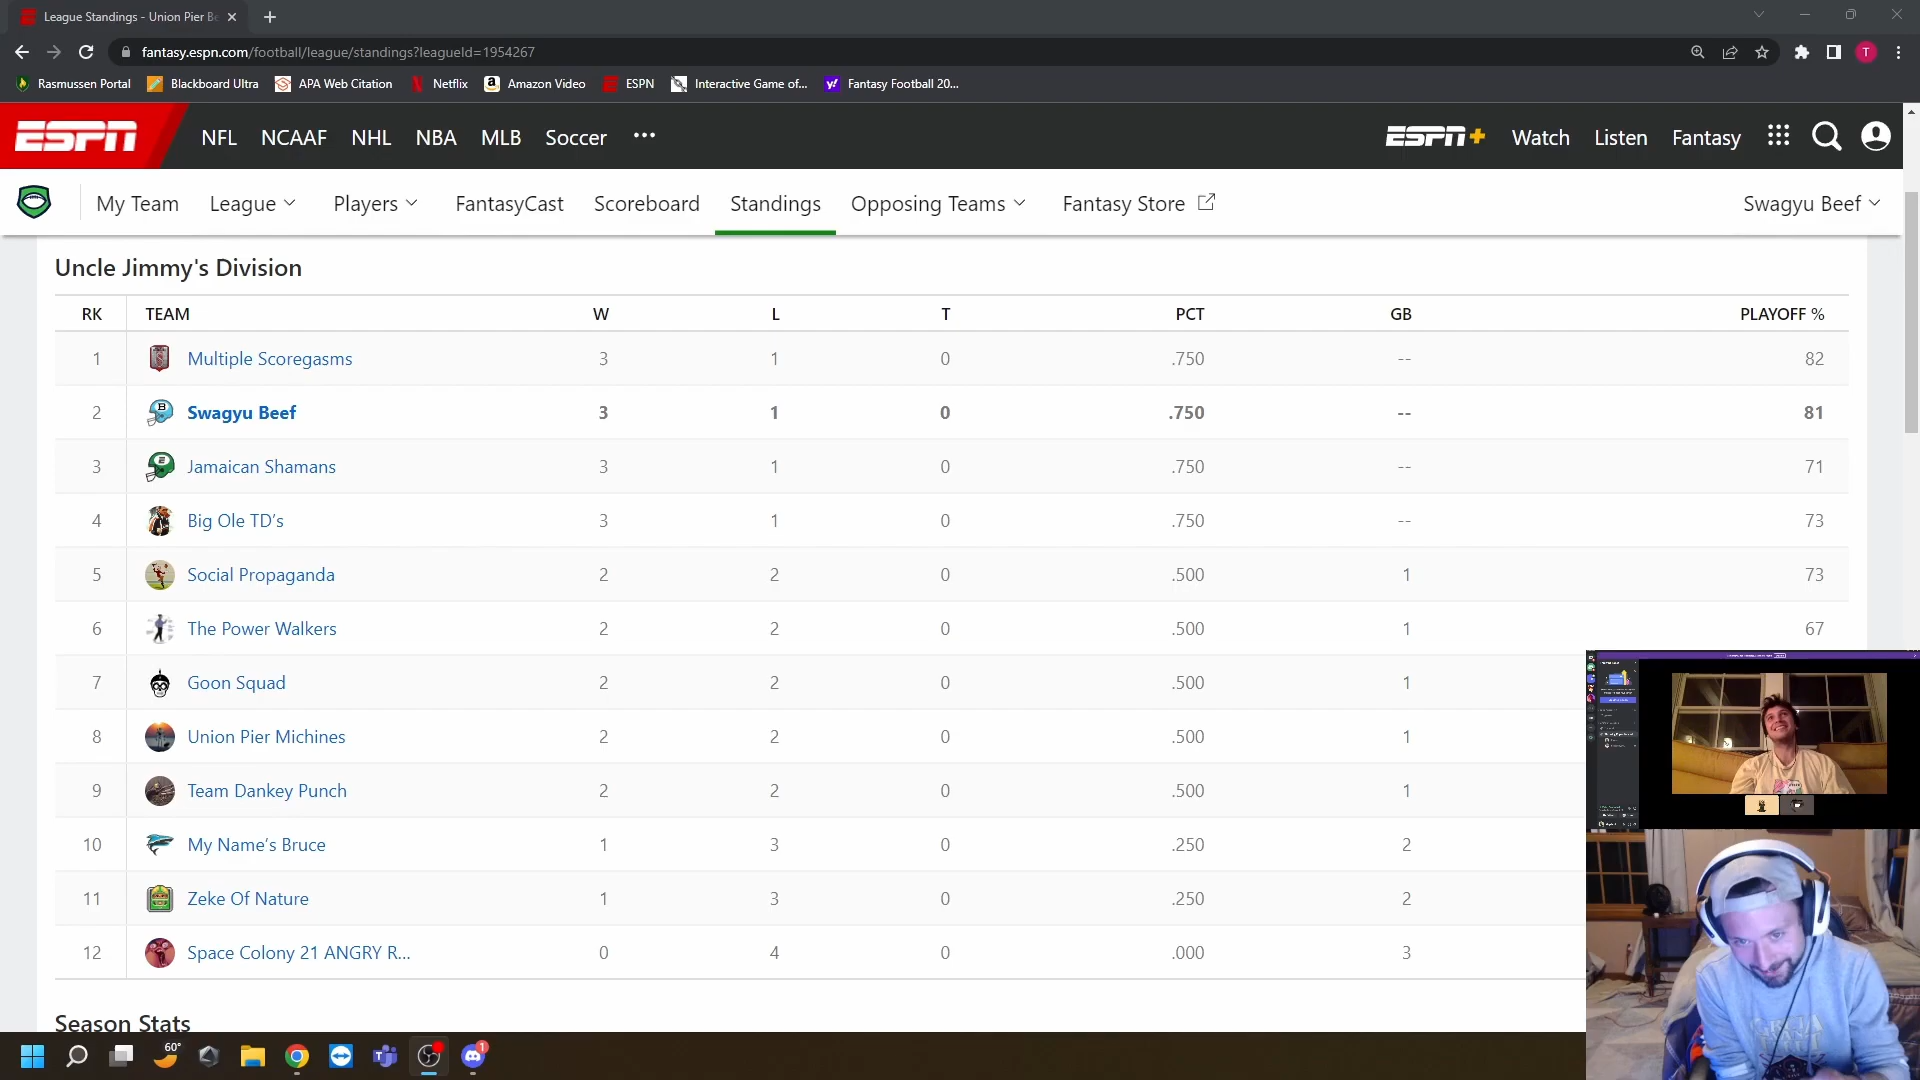 League Standings - Union Pier Be
fantasy.espn.com/football/league/standings?leagueId=1954267
T
Rasmussen Portal Blackboard Ultra APA Web Citation Netflix Amazon Video ESPN Interactive Game of... Fantasy Football 20...
ESPN NFL NCAAF NHL NBA MLB Soccer ESPN+ Watch Listen Fantasy
My Team League Players FantasyCast Scoreboard Standings Opposing Teams Fantasy Store Swagyu Beef
Uncle Jimmy's Division
RK TEAM W L T PCT GB PLAYOFF %
1 Multiple Scoregasms 3 1 0 .750 -- 82
2 Swagyu Beef 3 1 0 .750 -- 81
3 Jamaican Shamans 3 1 0 .750 -- 71
4 Big Ole TD's 3 1 0 .750 -- 73
5 Social Propaganda 2 2 0 .500 1 73
6 The Power Walkers 2 2 0 .500 1 67
7 Goon Squad 2 2 0 .500 1
8 Union Pier Michines 2 2 0 .500 1
9 Team Dankey Punch 2 2 0 .500 1
10 My Name's Bruce 1 3 0 .250 2
11 Zeke Of Nature 1 3 0 .250 2
12 Space Colony 21 ANGRY R... 0 4 0 .000 3
Season Stats
60°
1